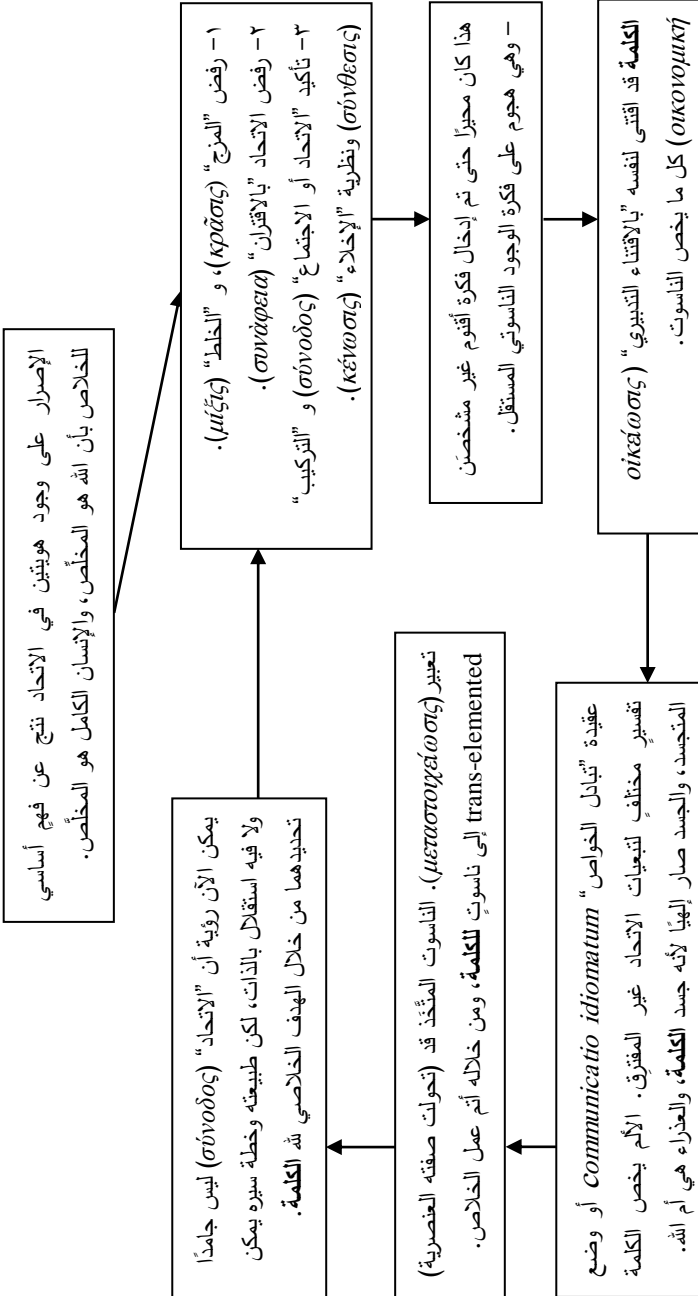 الإصرار على وجود هويتين في الاتحاد نتج عن فهمٍ أساسي
للخلاص بأن الله هو المخلِّص، والإنسان الكامل هو المخلَّص.
١- رفض "المزج" (κρᾶσις)، و "الخلط" (μίξις).
٢- رفض الاتحاد "بالاقتران" (συνάφεια).
٣- تأكيد "الاتحاد أو الاجتماع" (σύνοδος) و "التركيب"
(σύνθεσις) ونظرية "الإخلاء" (κένωσις).
هذا كان محيرًا حتى تم إدخال فكرة أقنوم غير مشخصَن
– وهي هجوم على فكرة الوجود الناسوتي المستقل.
الكلمة قد اقتنى لنفسه "بالاقتناء التدبيري" (οἰκείωσις
οικονομική) كل ما يخص الناسوت.
عقيدة "تبادل الخواص" communicatio idiomatum أو وضع
تفسيرٍ مختلفٍ لتبعيات الاتحاد غير المفترِق. الألم يخص الكلمة
المتجسد، والجسد صار إلهيًا لأنه جسد الكلمة، والعذراء هي أم الله.
تعبير (μεταστοιχείωσις). الناسوت المتَّخَذ قد (تحولت صفته العنصرية)
trans-elemented إلى ناسوتٍ للكلمة، ومن خلاله أتم عمل الخلاص.
يمكن الآن رؤية أن "الاتحاد" (σύνοδος) ليس جامدًا
ولا فيه استقلال بالذات، لكن طبيعته وخطة سيره يمكن
تحديدهما من خلال الهدف الخلاصي لله الكلمة.